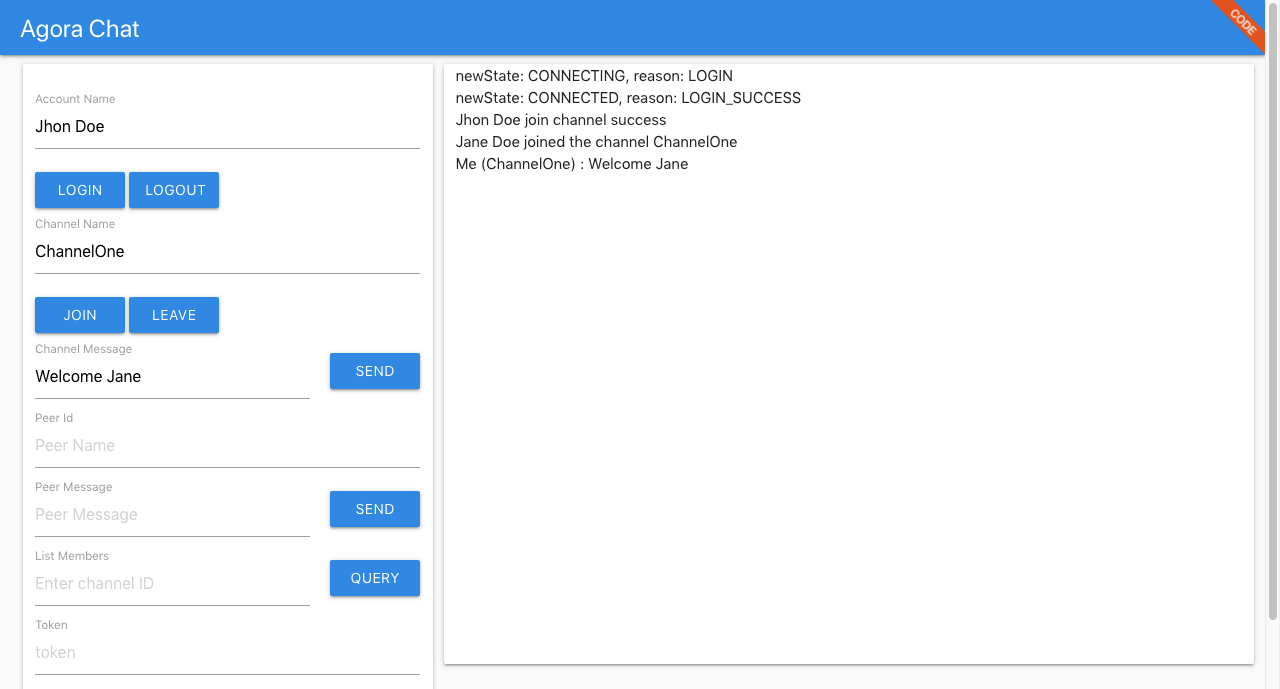 Agora Chat
CODE
Account Name
Jhon Doe
LOGIN LOGOUT
Channel Name
ChannelOne
JOIN LEAVE
Channel Message
Welcome Jane
SEND
Peer Id
Peer Name
Peer Message
Peer Message
SEND
List Members
Enter channel ID
QUERY
Token
token
newState: CONNECTING, reason: LOGIN
newState: CONNECTED, reason: LOGIN_SUCCESS
Jhon Doe join channel success
Jane Doe joined the channel ChannelOne
Me (ChannelOne) : Welcome Jane